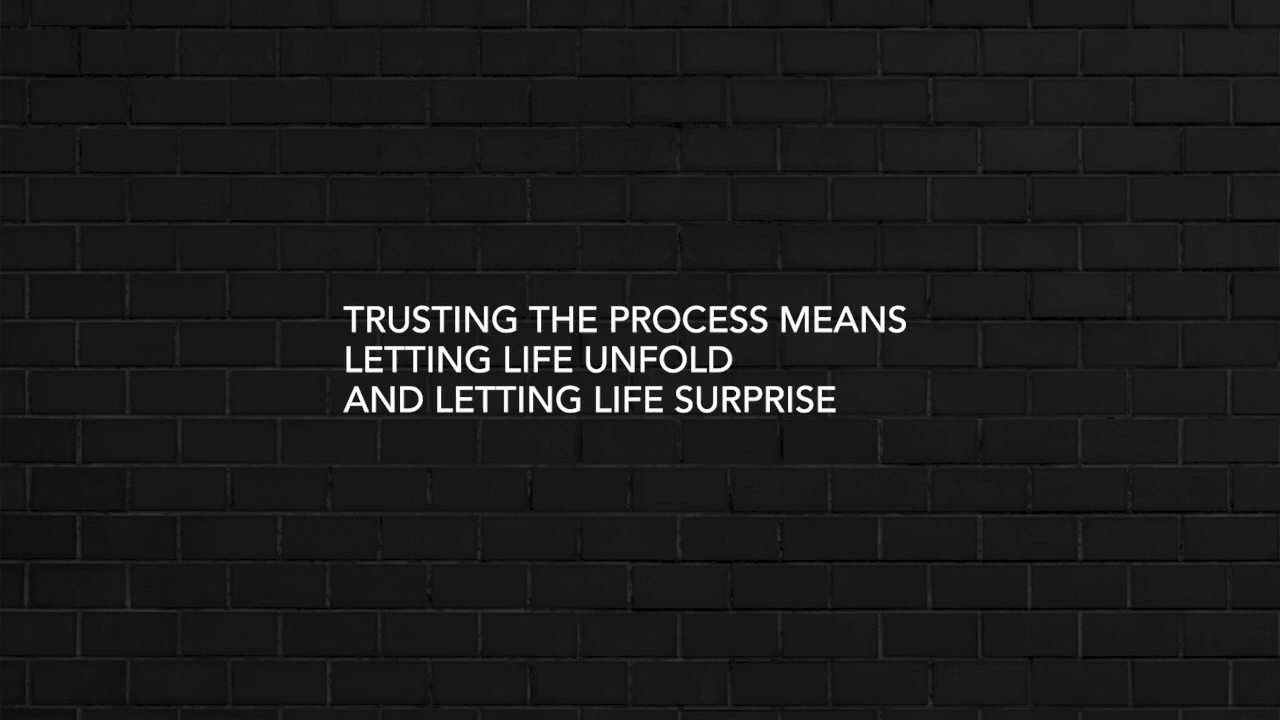 TRUSTING THE PROCESS MEANS
LETTING LIFE UNFOLD
AND LETTING LIFE SURPRISE